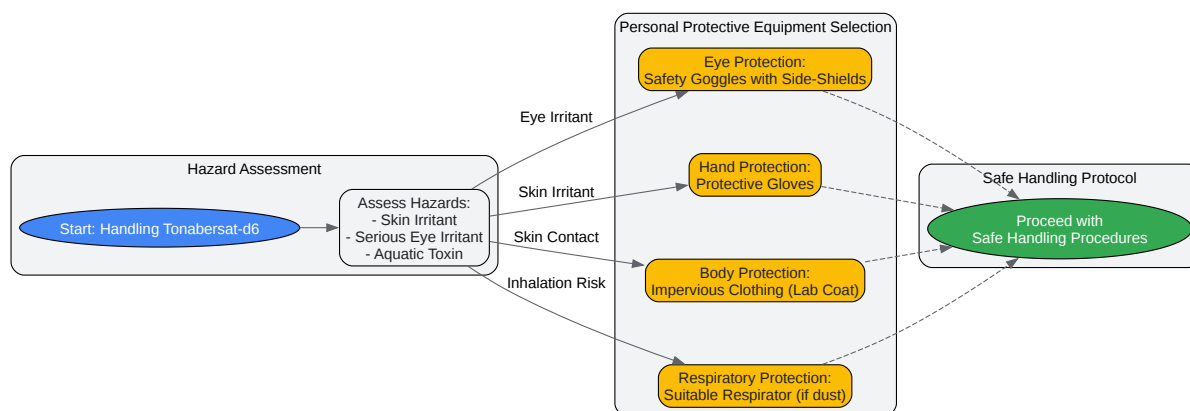 Personal Protective Equipment Selection
Eye Protection:
Safety Goggles with Side-Shields
Eye Irritant
Hazard Assessment
Start: Handling Tonabersat-d6
Assess Hazards:
- Skin Irritant
- Serious Eye Irritant
- Aquatic Toxin
Skin Irritant
Hand Protection:
Protective Gloves
Skin Contact
Body Protection:
Impervious Clothing (Lab Coat)
Inhalation Risk
Respiratory Protection:
Suitable Respirator (if dust)
Safe Handling Protocol
Proceed with
Safe Handling Procedures